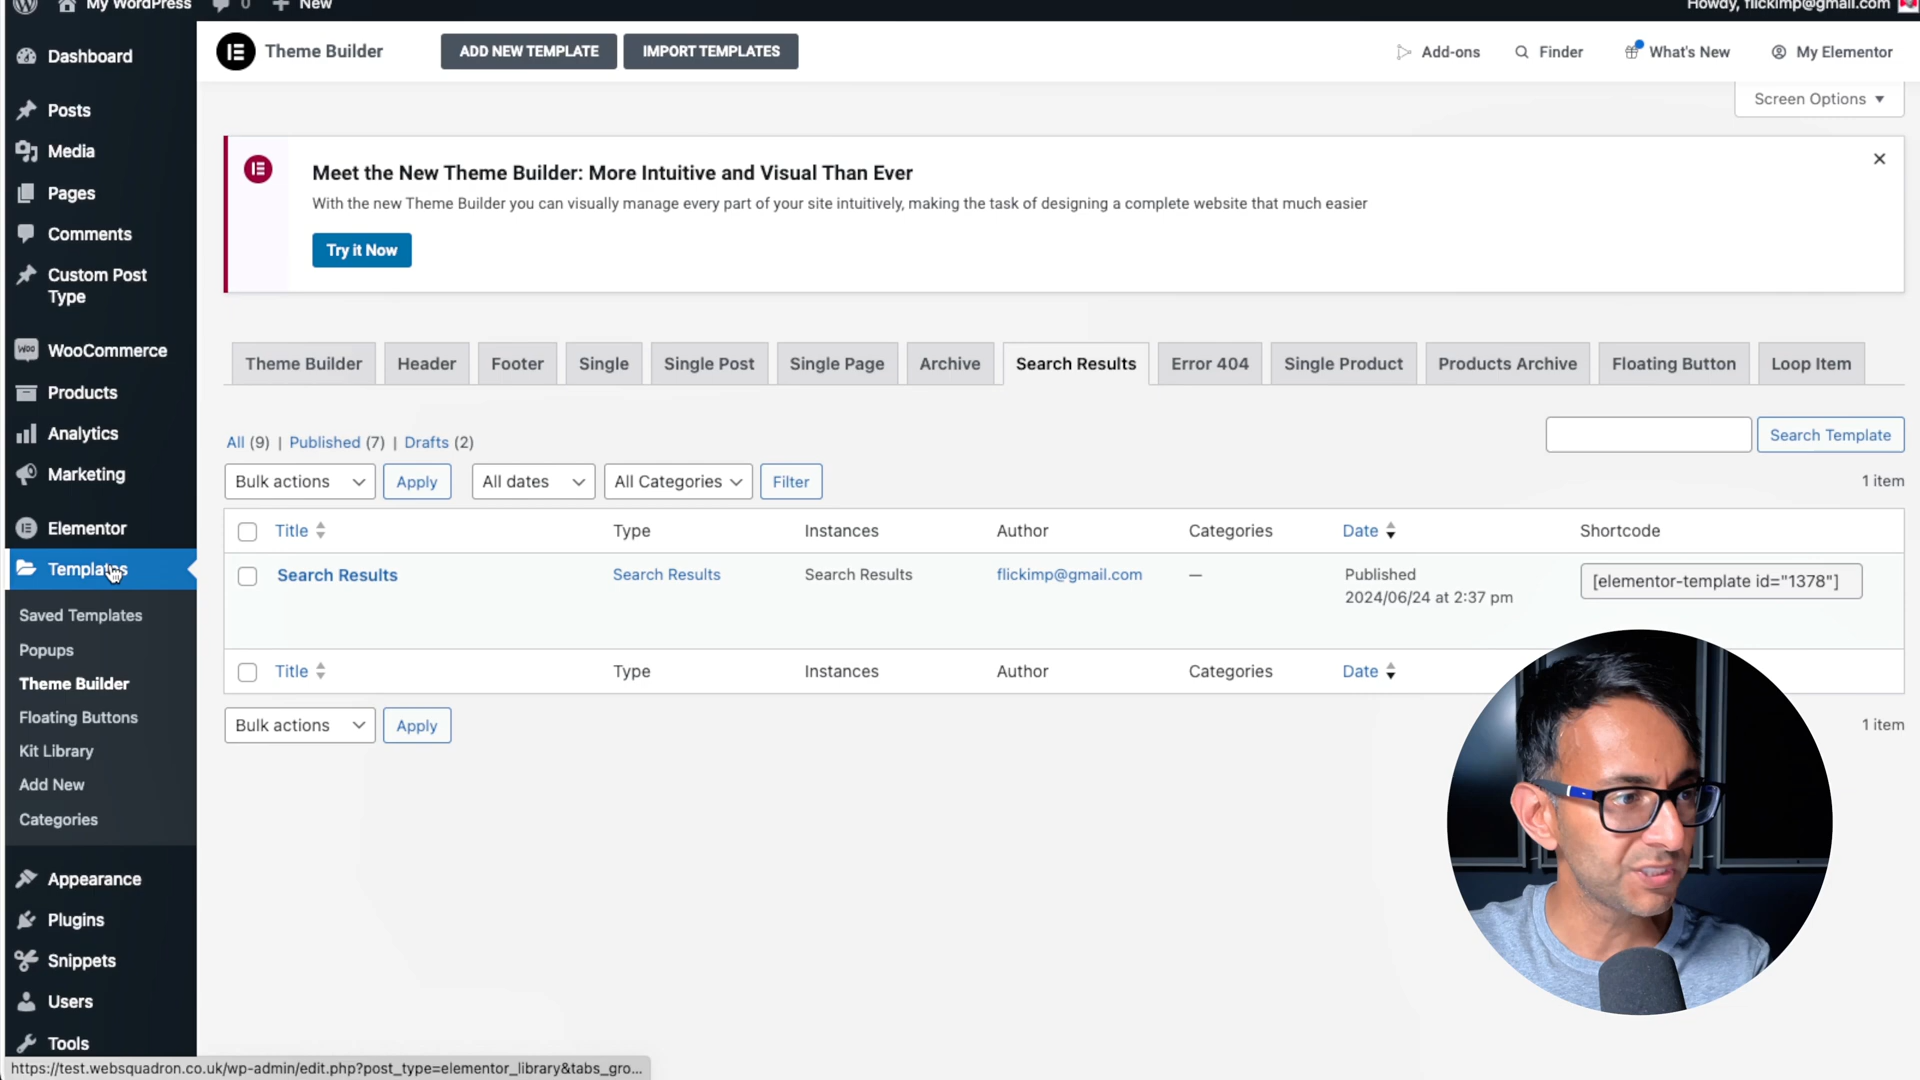 My WordPress
0
New
Howdy, flickimp@gmail.com
Dashboard
Posts
Media
Pages
Comments
Custom Post
Type
WooCommerce
Products
Analytics
Marketing
Elementor
Templates
Saved Templates
Popups
Theme Builder
Floating Buttons
Kit Library
Add New
Categories
Appearance
Plugins
Snippets
Users
Tools
Theme Builder
ADD NEW TEMPLATE
IMPORT TEMPLATES
Add-ons
Finder
What's New
My Elementor
Screen Options
Meet the New Theme Builder: More Intuitive and Visual Than Ever
With the new Theme Builder you can visually manage every part of your site intuitively, making the task of designing a complete website that much easier
Try it Now
Theme Builder
Header
Footer
Single
Single Post
Single Page
Archive
Search Results
Error 404
Single Product
Products Archive
Floating Button
Loop Item
All (9) | Published (7) | Drafts (2)
Search Template
Bulk actions
Apply
All dates
All Categories
Filter
1 item
Title
Type
Instances
Author
Categories
Date
Shortcode
Search Results
Search Results
Search Results
flickimp@gmail.com
—
Published
2024/06/24 at 2:37 pm
[elementor-template id="1378"]
Title
Type
Instances
Author
Categories
Date
Bulk actions
Apply
1 item
https://test.websquadron.co.uk/wp-admin/edit.php?post_type=elementor_library&tabs_gro...